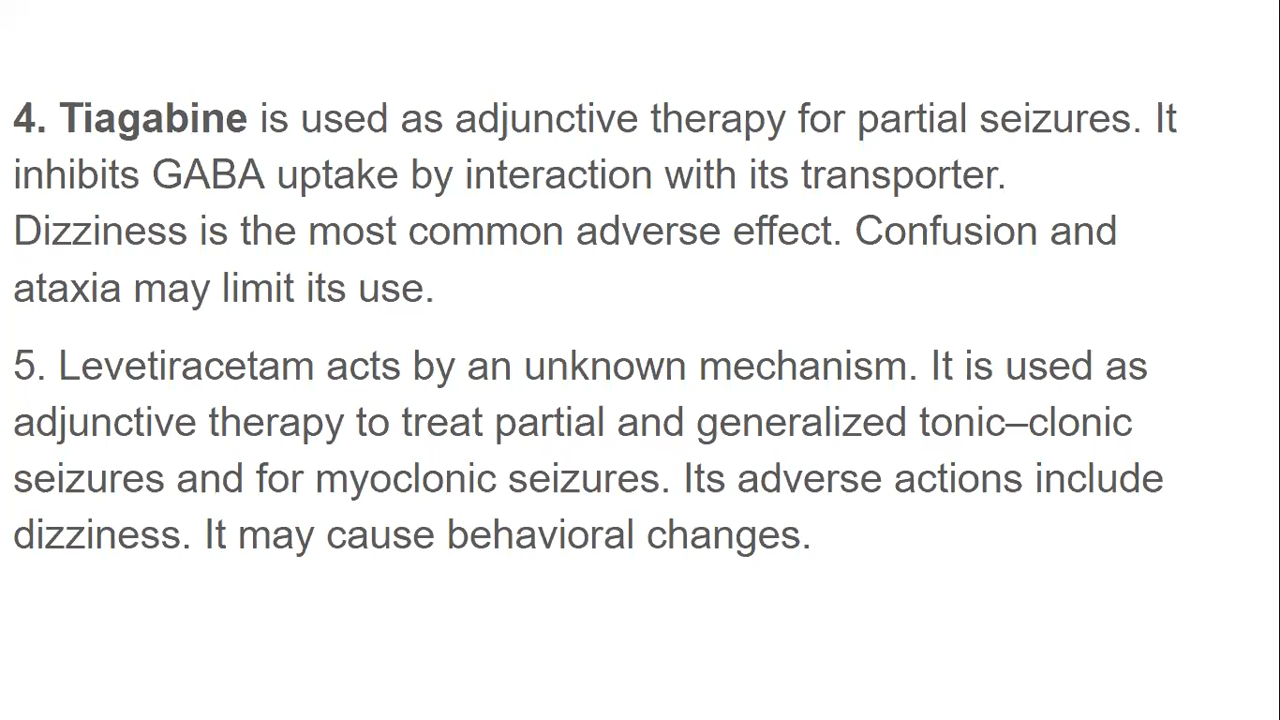 4. Tiagabine is used as adjunctive therapy for partial seizures. It
inhibits GABA uptake by interaction with its transporter.
Dizziness is the most common adverse effect. Confusion and
ataxia may limit its use.
5. Levetiracetam acts by an unknown mechanism. It is used as
adjunctive therapy to treat partial and generalized tonic–clonic
seizures and for myoclonic seizures. Its adverse actions include
dizziness. It may cause behavioral changes.